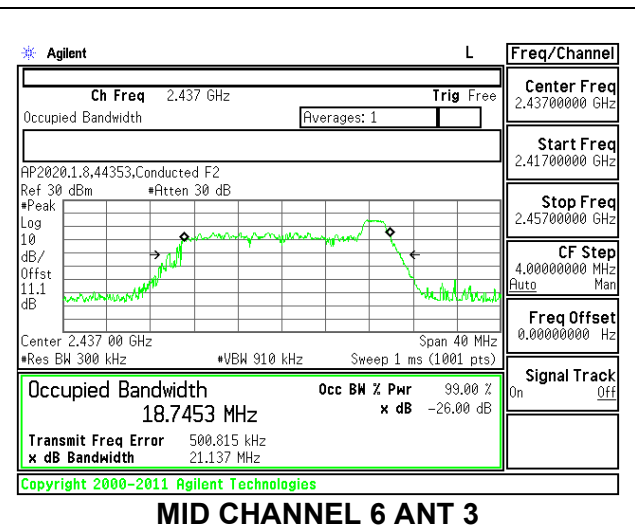 Agilent L Freq/Channel
Ch Freq 2.437 GHz Trig Free
Occupied Bandwidth Averages: 1
Center Freq
2.43700000 GHz
Start Freq
2.41700000 GHz
Stop Freq
2.45700000 GHz
CF Step
4.00000000 MHz
Auto Man
Freq Offset
0.00000000 Hz
Signal Track
On Off
AP2020.1.8,44353,Conducted F2
Ref 30 dBm #Atten 30 dB
#Peak
Log
10
dB/
Offst
11.1
dB
Center 2.437 00 GHz Span 40 MHz
#Res BW 300 kHz #VBW 910 kHz Sweep 1 ms (1001 pts)
Occupied Bandwidth Occ BW % Pwr 99.00 %
18.7453 MHz x dB -26.00 dB
Transmit Freq Error 500.815 kHz
x dB Bandwidth 21.137 MHz
Copyright 2000-2011 Agilent Technologies
MID CHANNEL 6 ANT 3